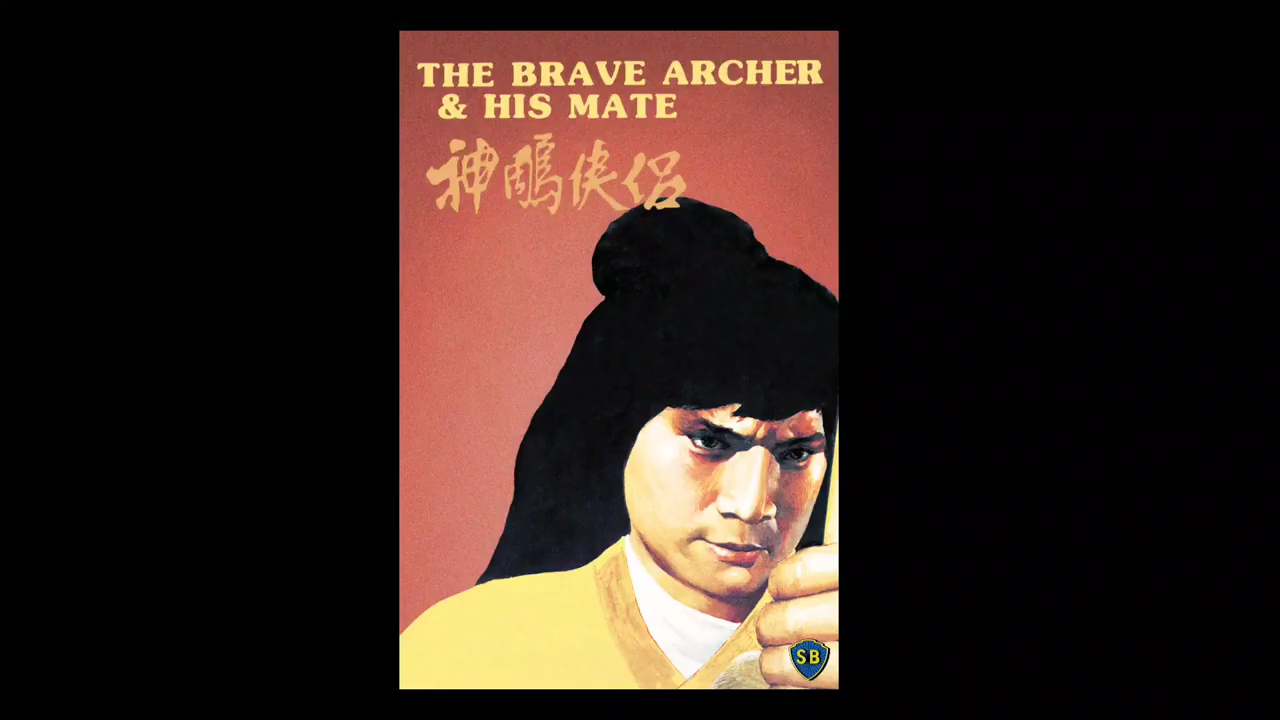 THE BRAVE ARCHER
& HIS MATE
神鵰俠侶
SB